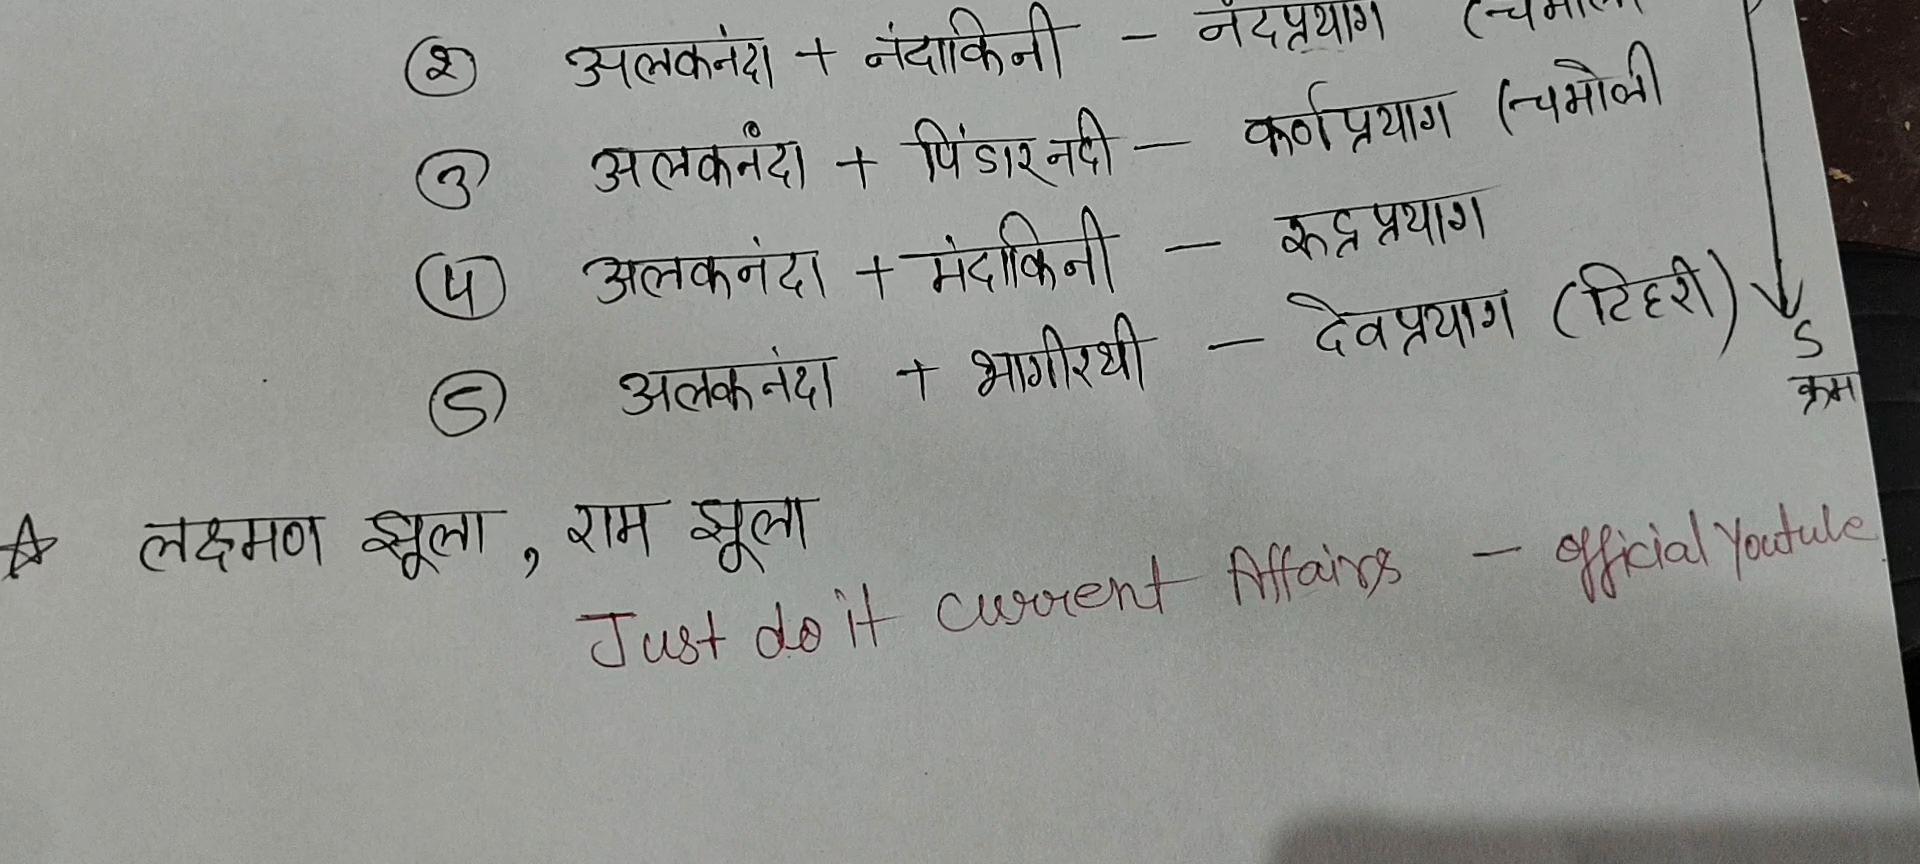 ② अलकनंदा + नंदाकिनी - नंदप्रयाग (चमोली
③ अलकनंदा + पिंडार नदी - कर्णप्रयाग (चमोली
④ अलकनंदा + मंदाकिनी - रूद्रप्रयाग
⑤ अलकनंदा + भागीरथी - देवप्रयाग (टिहरी)
S
क्रम
☆ लक्ष्मण झूला, राम झूला
Just do it current Affairs - official Youtube